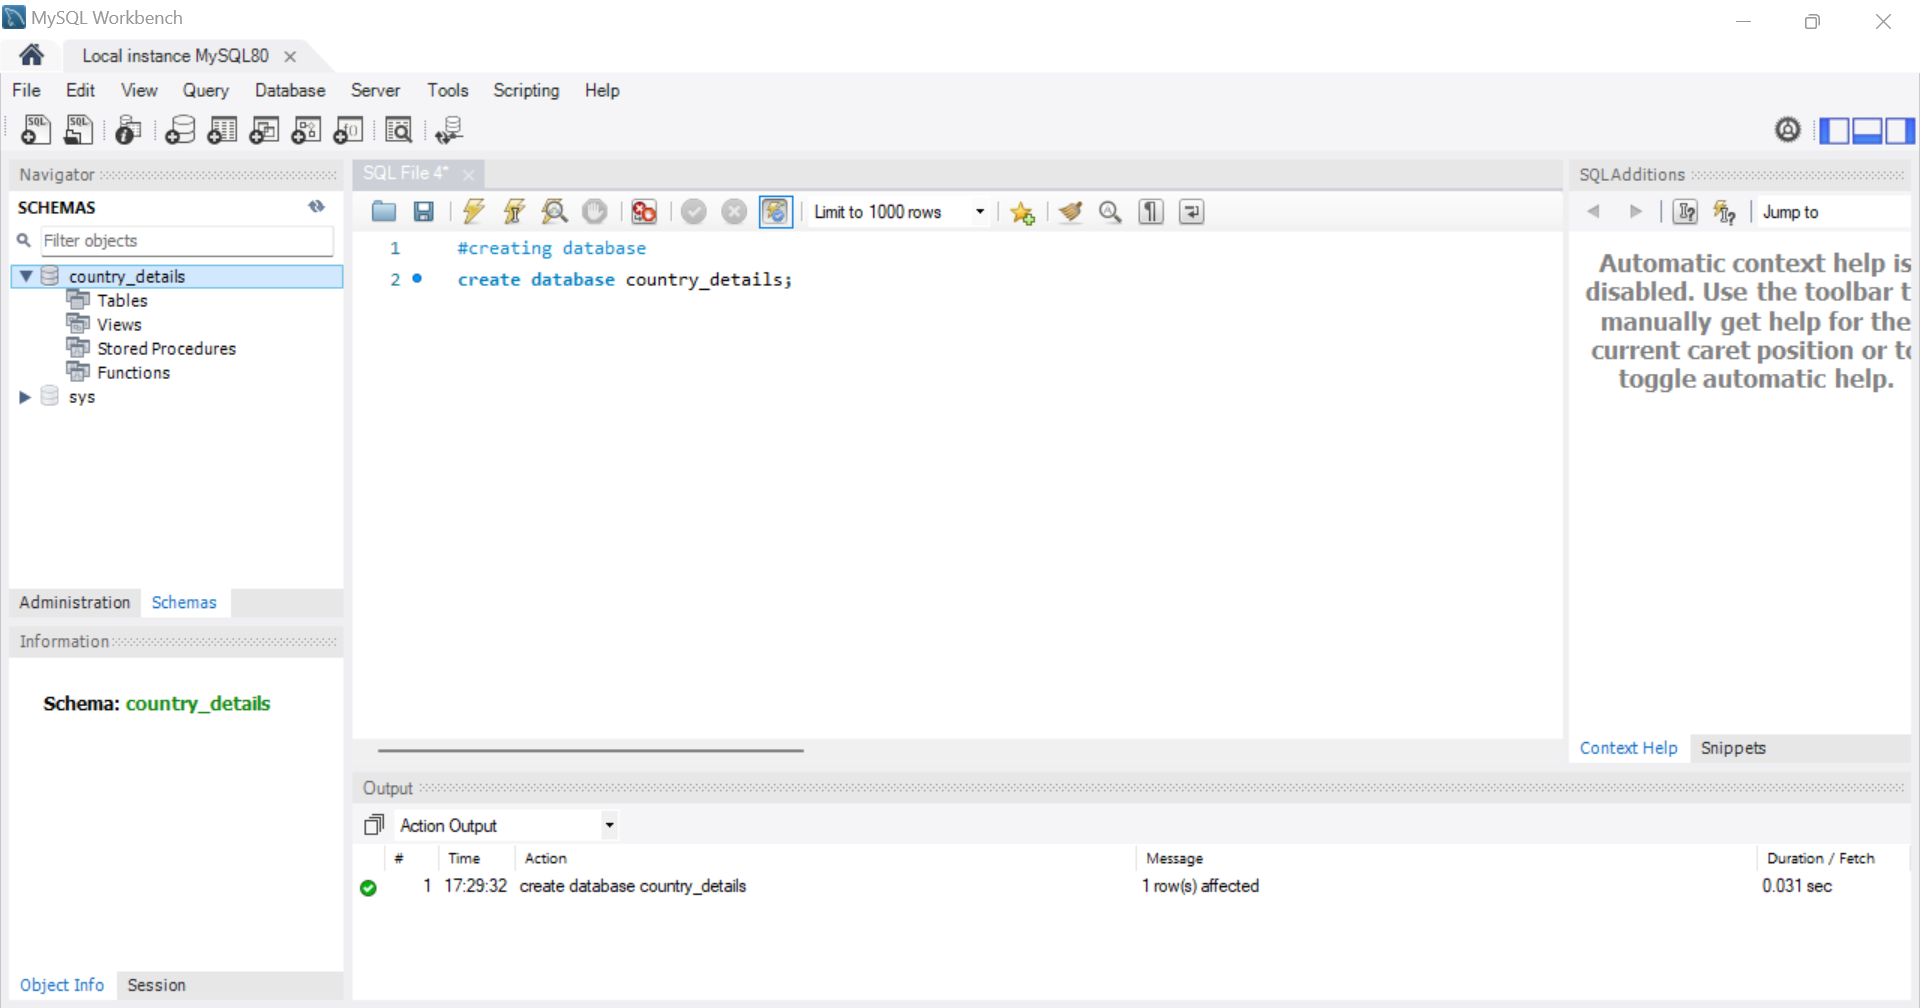 MySQL Workbench
Local instance MySQL80
File Edit View Query Database Server Tools Scripting Help
Navigator
SCHEMAS
Filter objects
country_details
Tables
Views
Stored Procedures
Functions
sys
Administration Schemas
Information
Schema: country_details
Object Info Session
SQL File 4*
Limit to 1000 rows
1 #creating database
2 create database country_details;
SQLAdditions
Jump to
Automatic context help is
disabled. Use the toolbar t
manually get help for the
current caret position or to
toggle automatic help.
Context Help Snippets
Output
Action Output
# Time Action Message Duration / Fetch
1 17:29:32 create database country_details 1 row(s) affected 0.031 sec